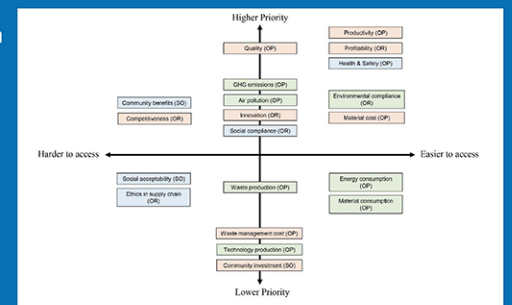 Higher Priority
Productivity (OP)
Quality (OP)
Profitability (OR)
Health & Safety (OP)
GHG emissions (OP)
Community benefits (SO)
Air pollution (OP)
Environmental compliance
(OR)
Competitiveness (OR)
Innovation (OR)
Material cost (OP)
Social compliance (OR)
Harder to access
Easier to access
Social acceptability (SO)
Energy consumption
(OP)
Ethics in supply chain
(OR)
Waste production (OP)
Material consumption
(OP)
Waste management cost (OP)
Technology production (OP)
Community investment (SO)
Lower Priority